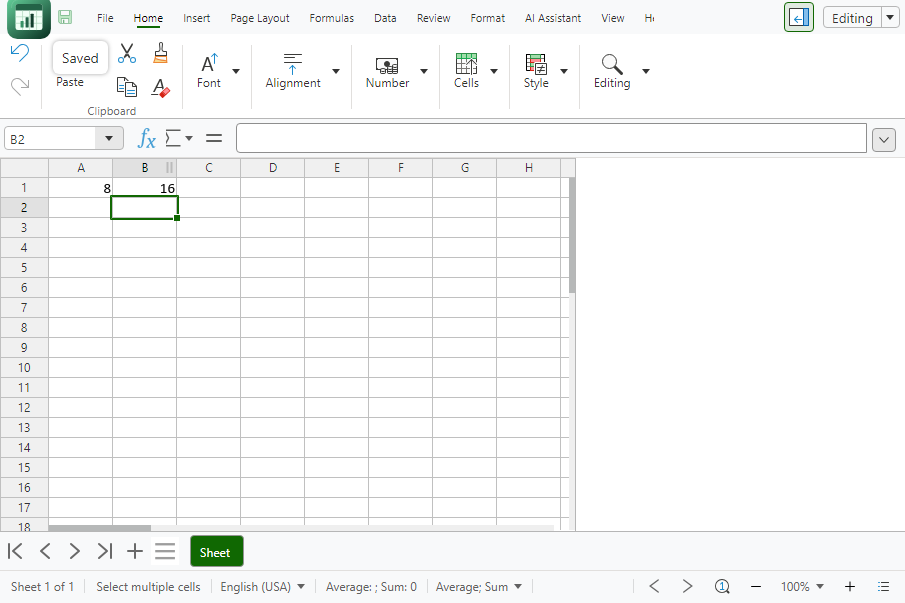 File Home Insert Page Layout Formulas Data Review Format AI Assistant View
Editing
Saved
Paste
Clipboard
Font
Alignment
Number
Cells
Style
Editing
B2
fx
A B C D E F G H
1 8 16
2
3
4
5
6
7
8
9
10
11
12
13
14
15
16
17
18
Sheet
Sheet 1 of 1 Select multiple cells English (USA) Average: ; Sum: 0 Average; Sum 1 100%